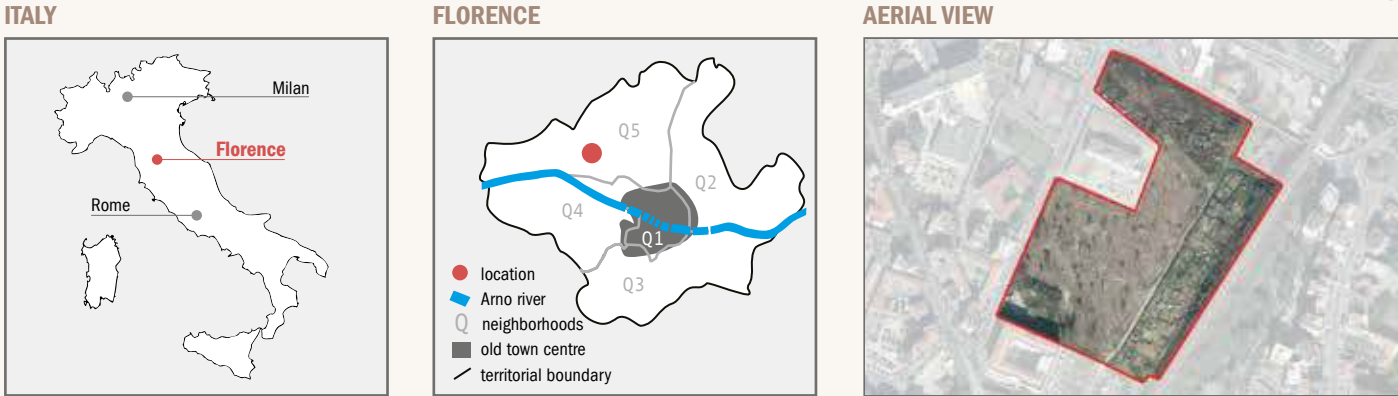 ITALY
Milan
Florence
Rome
FLORENCE
Q5
Q2
Q4
Q1
Q3
location
Arno river
Q neighborhoods
old town centre
territorial boundary
AERIAL VIEW